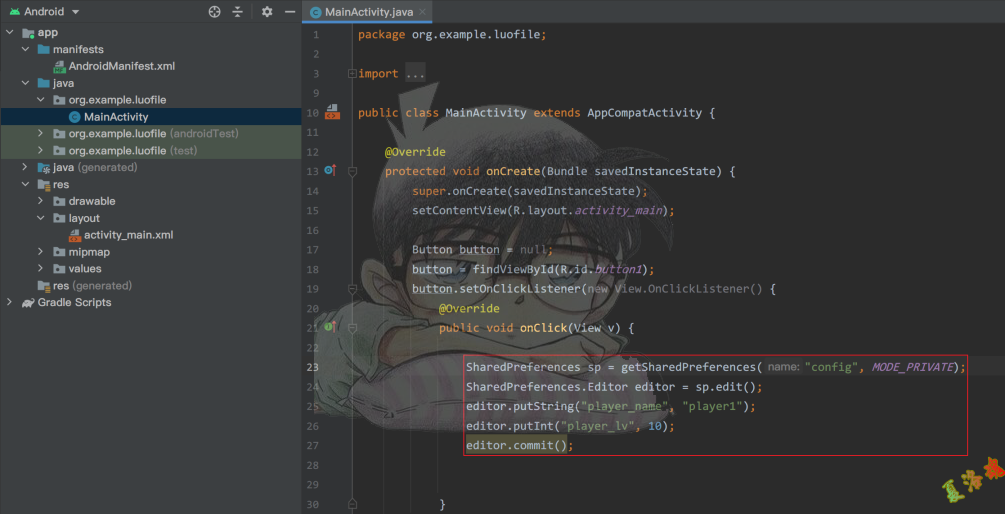 Android
MainActivity.java
app
manifests
AndroidManifest.xml
java
org.example.luofile
MainActivity
org.example.luofile (androidTest)
org.example.luofile (test)
java (generated)
res
drawable
layout
activity_main.xml
mipmap
values
res (generated)
Gradle Scripts
1 package org.example.luofile;
2
3 import ...
9
10 public class MainActivity extends AppCompatActivity {
11
12 @Override
13 protected void onCreate(Bundle savedInstanceState) {
14 super.onCreate(savedInstanceState);
15 setContentView(R.layout.activity_main);
16
17 Button button = null;
18 button = findViewById(R.id.button1);
19 button.setOnClickListener(new View.OnClickListener() {
20 @Override
21 public void onClick(View v) {
22
23 SharedPreferences sp = getSharedPreferences( name: "config", MODE_PRIVATE);
24 SharedPreferences.Editor editor = sp.edit();
25 editor.putString("player_name", "player1");
26 editor.putInt("player_lv", 10);
27 editor.commit();
28
29
30 }